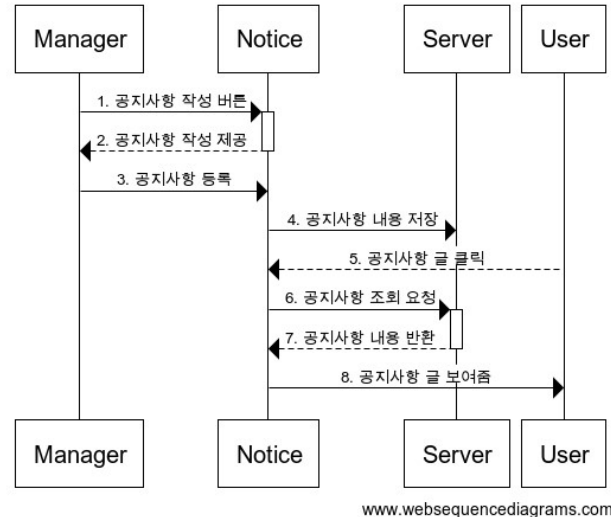 Manager Notice Server User
1. 공지사항 작성 버튼
2. 공지사항 작성 제공
3. 공지사항 등록
4. 공지사항 내용 저장
5. 공지사항 글 클릭
6. 공지사항 조회 요청
7. 공지사항 내용 반환
8. 공지사항 글 보여줌
Manager Notice Server User
www.websequencediagrams.com